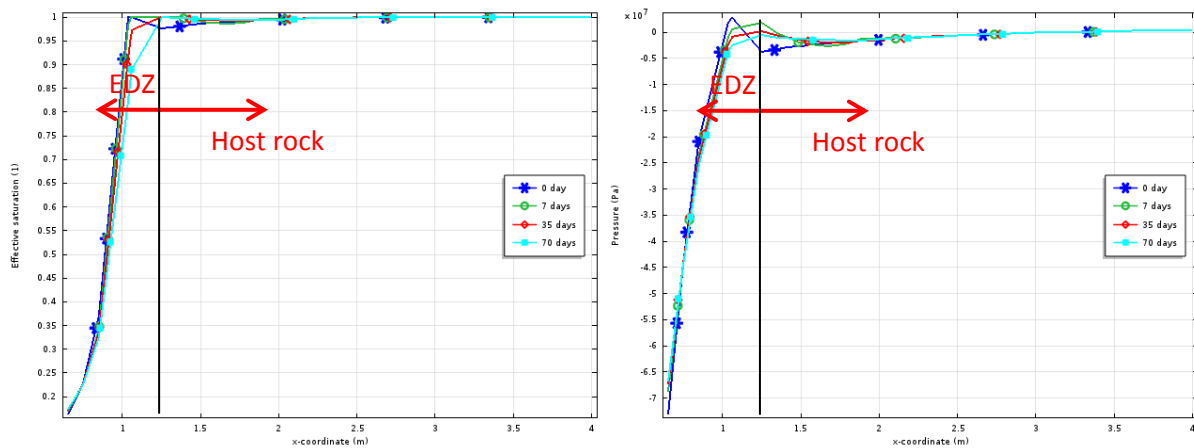 1
0.95
0.9
0.85
0.8
0.75
0.7
0.65
0.6
0.55
0.5
0.45
0.4
0.35
0.3
0.25
0.2
Effective saturation (1)
EDZ
Host rock
0 day
7 days
35 days
70 days
1
1.5
2
2.5
3
3.5
4
x-coordinate (m)
×10⁷
0
-0.5
-1
-1.5
-2
-2.5
-3
-3.5
-4
-4.5
-5
-5.5
-6
-6.5
-7
Pressure (Pa)
EDZ
Host rock
0 day
7 days
35 days
70 days
1
1.5
2
2.5
3
3.5
4
x-coordinate (m)